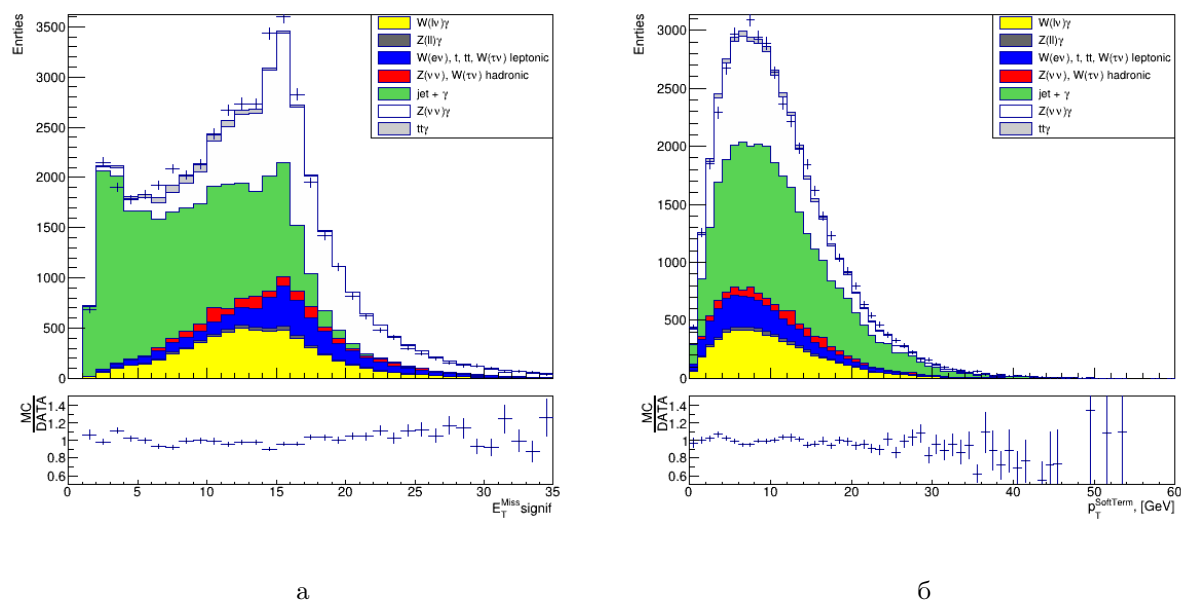 Enrties
3500
3000
2500
2000
1500
1000
500
0
W(lν)γ
Z(ll)γ
W(eν), t, tt, W(τν) leptonic
Z(νν), W(τν) hadronic
jet + γ
Z(νν)γ
ttγ
MC
DATA
1.4
1.2
1
0.8
0.6
0 5 10 15 20 25 30 35
E_T^Miss signif
а
Enrties
3000
2500
2000
1500
1000
500
0
W(lν)γ
Z(ll)γ
W(eν), t, tt, W(τν) leptonic
Z(νν), W(τν) hadronic
jet + γ
Z(νν)γ
ttγ
MC
DATA
1.4
1.2
1
0.8
0.6
0 10 20 30 40 50 60
p_T^SoftTerm, [GeV]
б